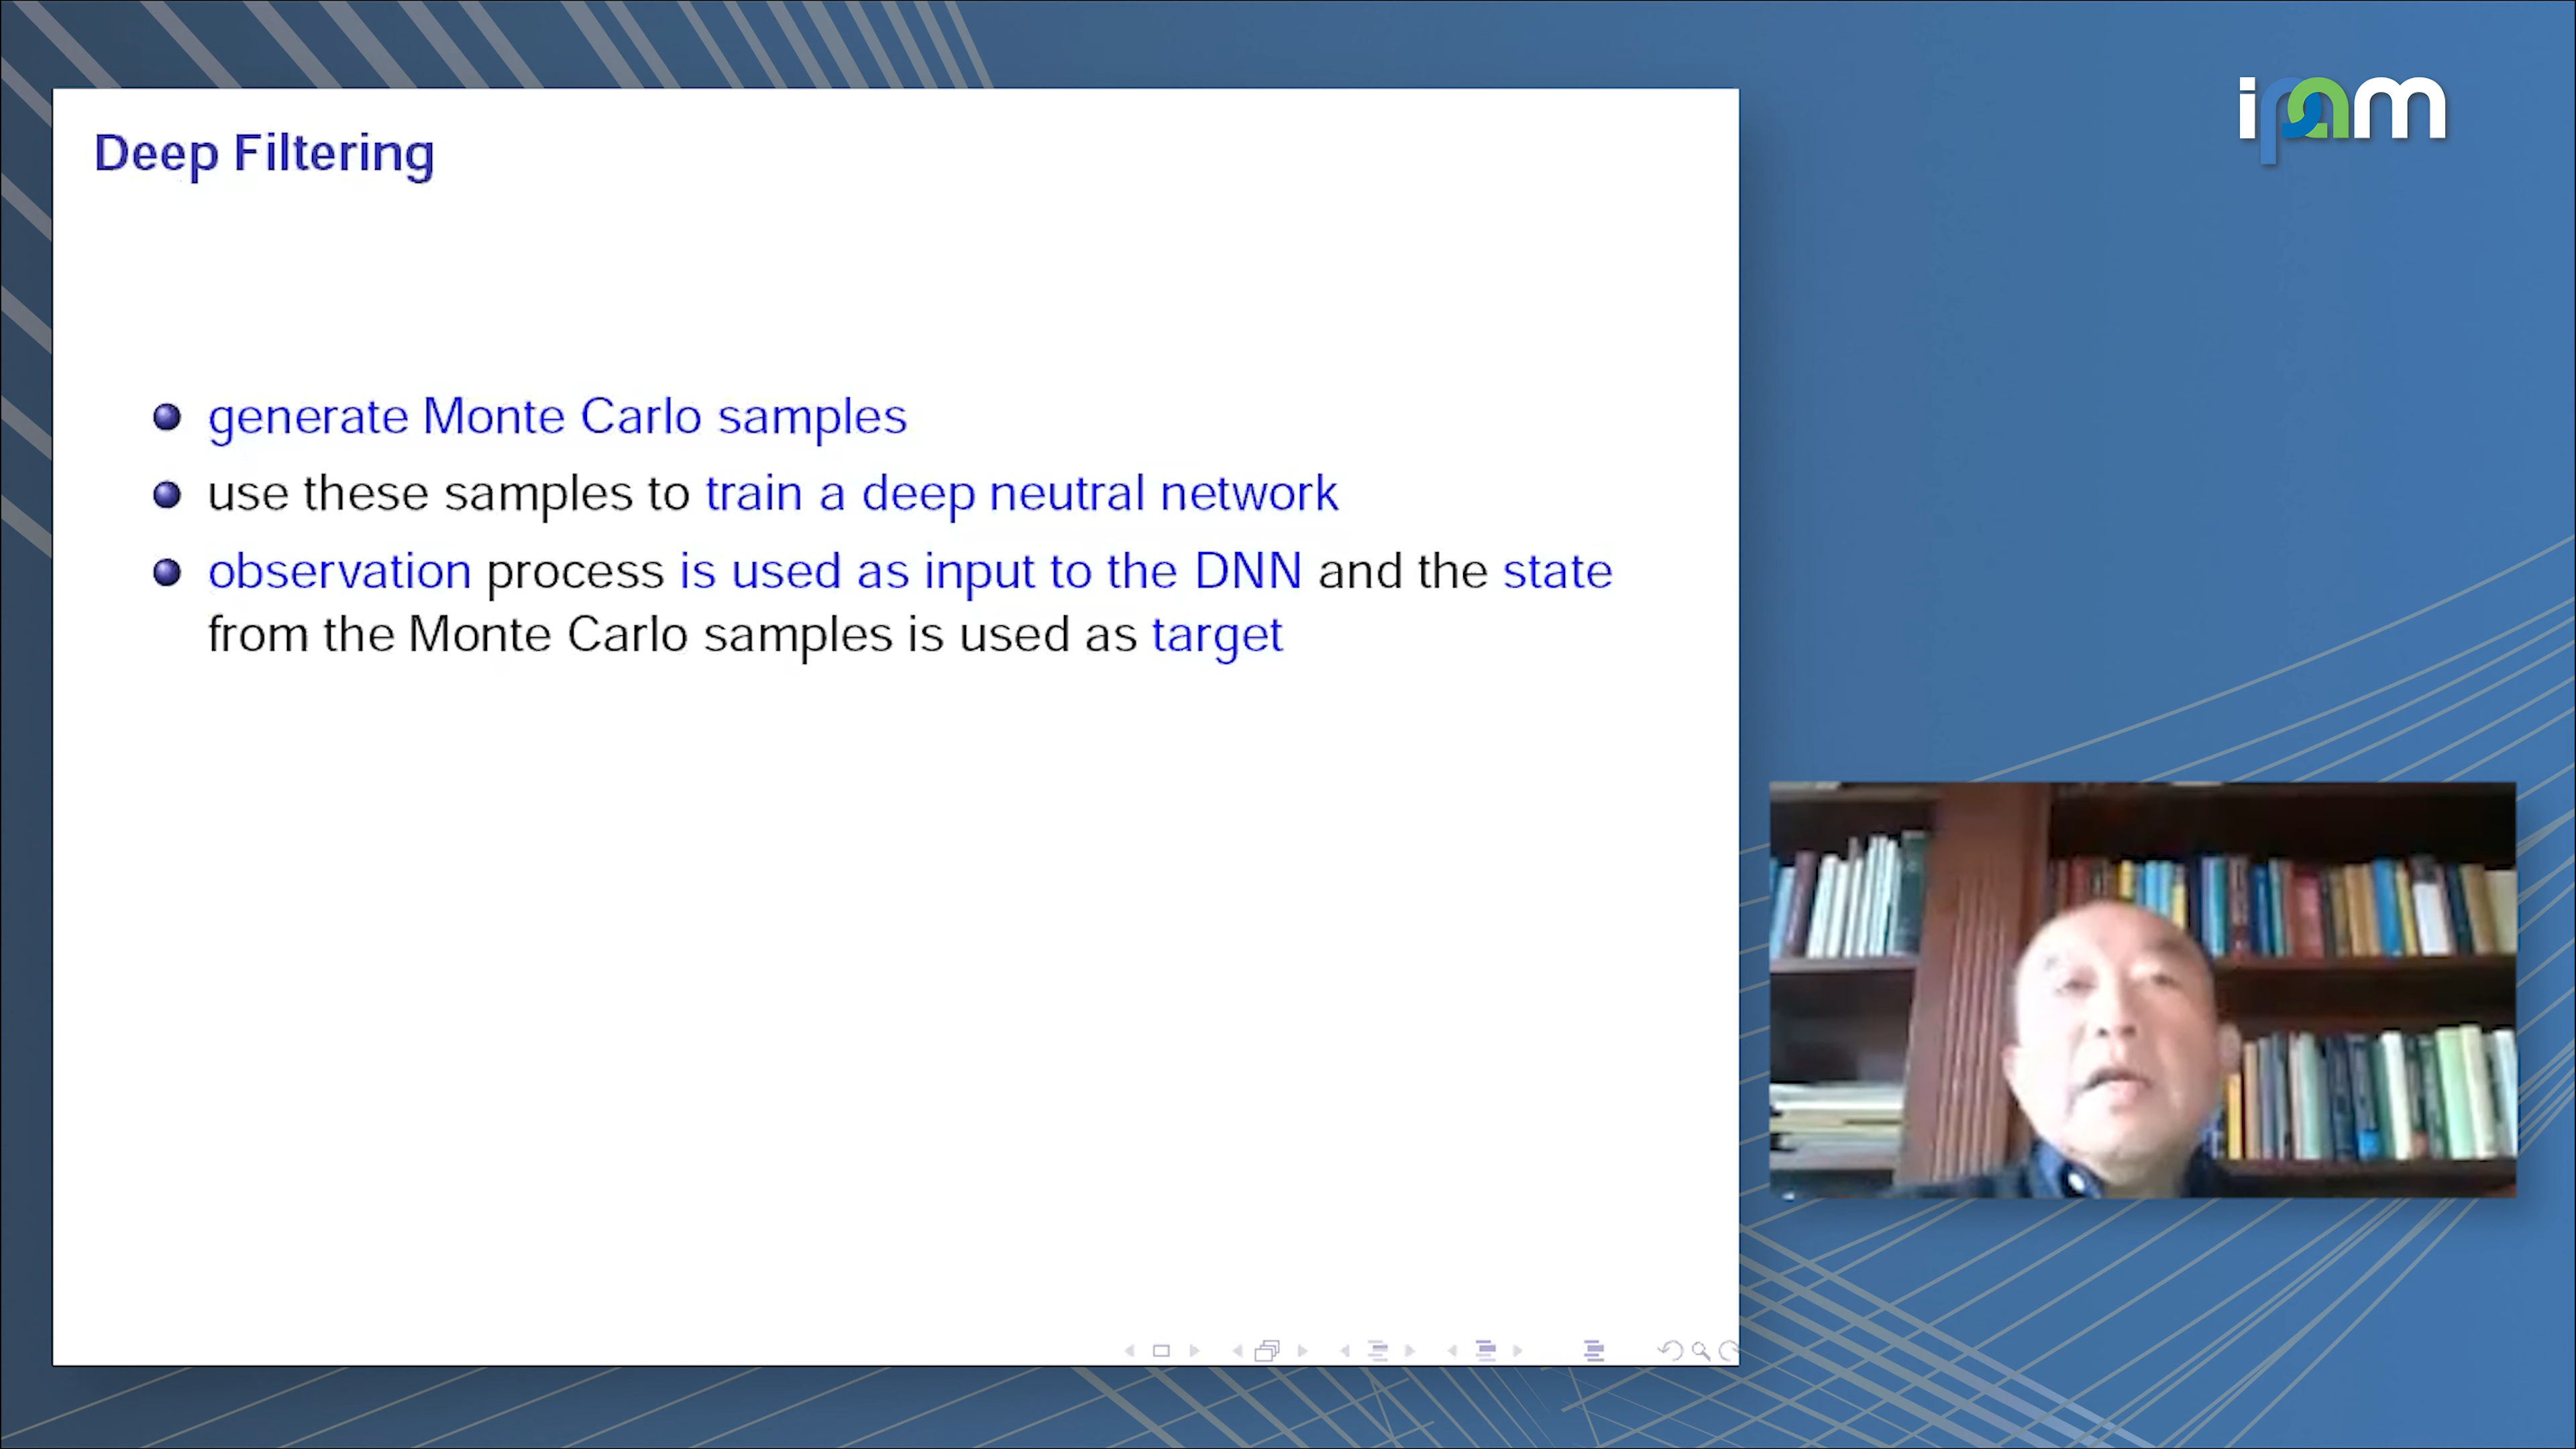 ipam
Deep Filtering
generate Monte Carlo samples
use these samples to train a deep neutral network
observation process is used as input to the DNN and the state
from the Monte Carlo samples is used as target